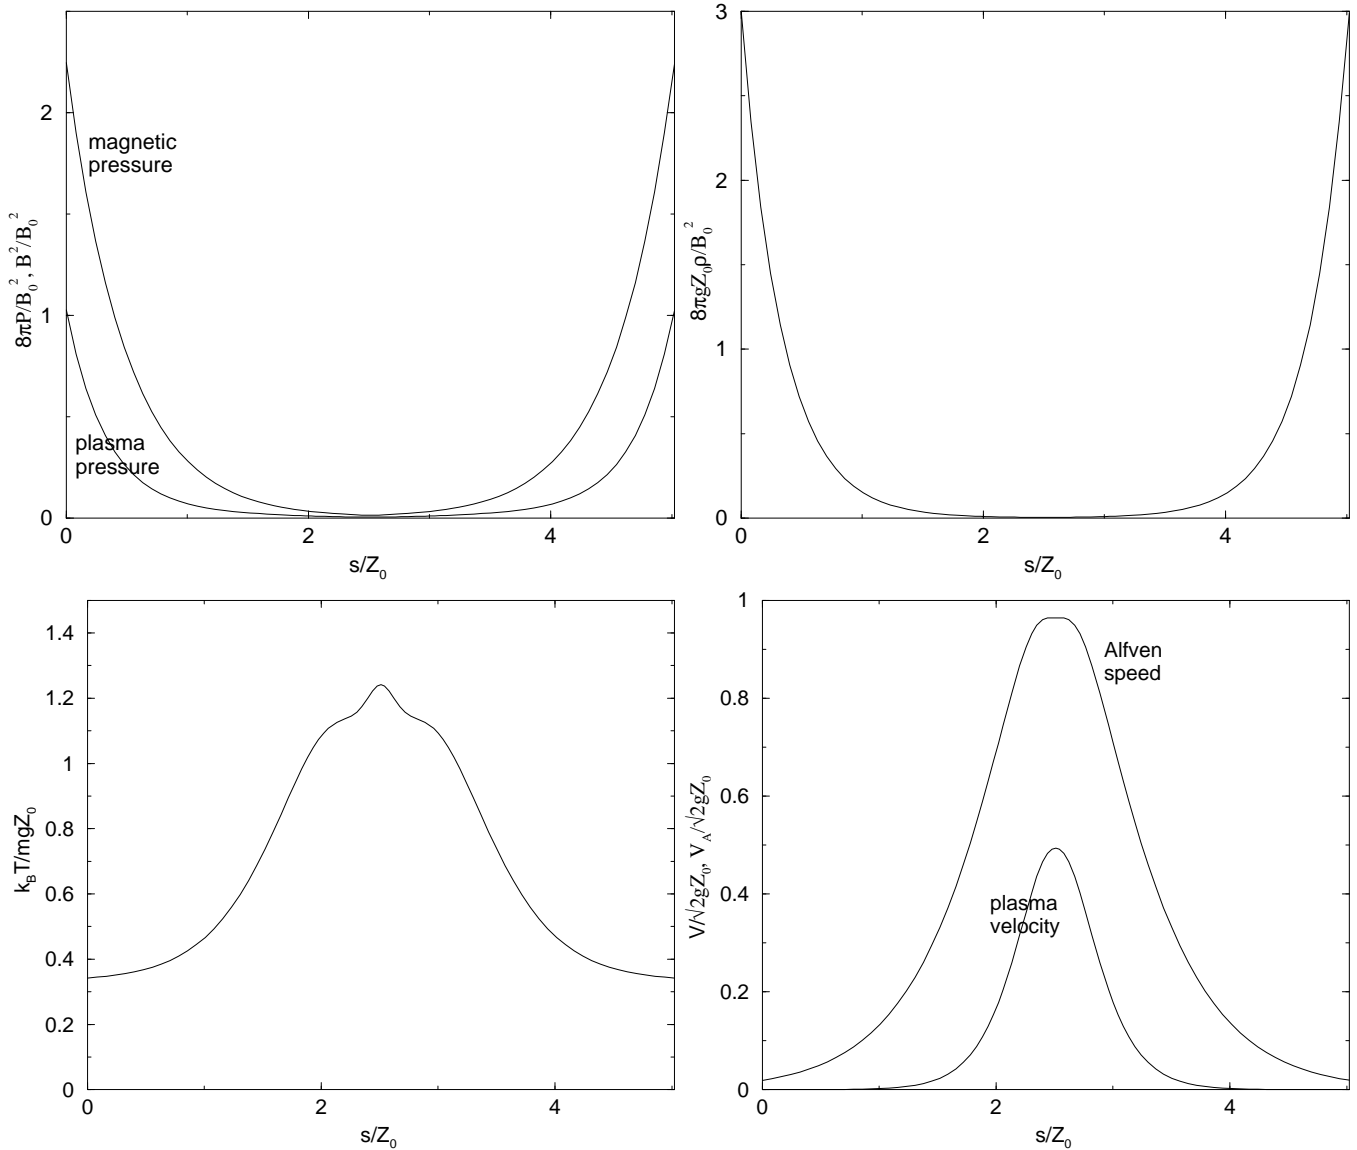 2
1
0
0 2 4
magnetic
pressure
plasma
pressure
8πP/B₀², B²/B₀²
s/Z₀
3
2
1
0
0 2 4
8πgZ₀ρ/B₀²
s/Z₀
1.4
1.2
1
0.8
0.6
0.4
0.2
0
0 2 4
k_BT/mgZ₀
s/Z₀
1
0.8
0.6
0.4
0.2
0
0 2 4
Alfven
speed
plasma
velocity
V/√2gZ₀, V_A/√2gZ₀
s/Z₀